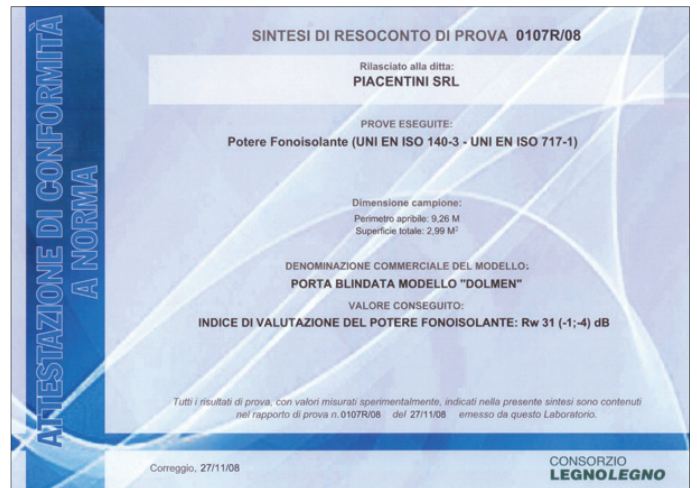 ATTESTAZIONE DI CONFORMITÀ
A NORMA
SINTESI DI RESOCONTO DI PROVA 0107R/08
Rilasciato alla ditta:
PIACENTINI SRL
PROVE ESEGUITE:
Potere Fonoisolante (UNI EN ISO 140-3 - UNI EN ISO 717-1)
Dimensione campione:
Perimetro apribile: 9,26 M
Superficie totale: 2,99 M²
DENOMINAZIONE COMMERCIALE DEL MODELLO:
PORTA BLINDATA MODELLO "DOLMEN"
VALORE CONSEGUITO:
INDICE DI VALUTAZIONE DEL POTERE FONOISOLANTE: Rw 31 (-1;-4) dB
Tutti i risultati di prova, con valori misurati sperimentalmente, indicati nella presente sintesi sono contenuti
nel rapporto di prova n. 0107R/08 del 27/11/08 emesso da questo Laboratorio.
Correggio, 27/11/08
CONSORZIO
LEGNOLEGNO